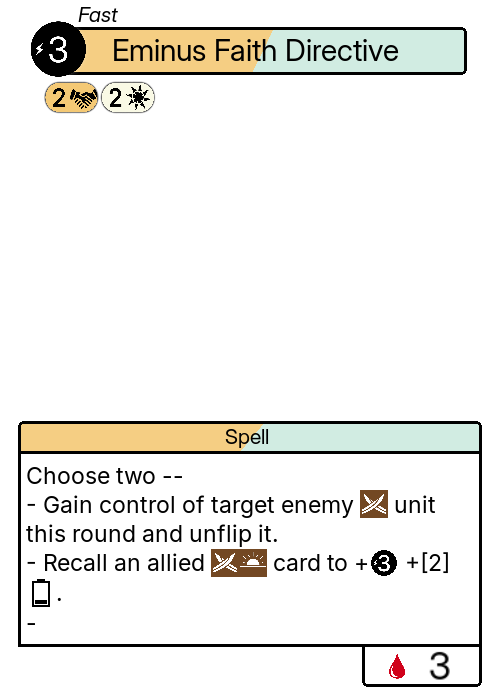 Fast
3 Eminus Faith Directive
2 2
Spell
Choose two --
- Gain control of target enemy unit
this round and unflip it.
- Recall an allied card to +3 +[2]
.
-
3